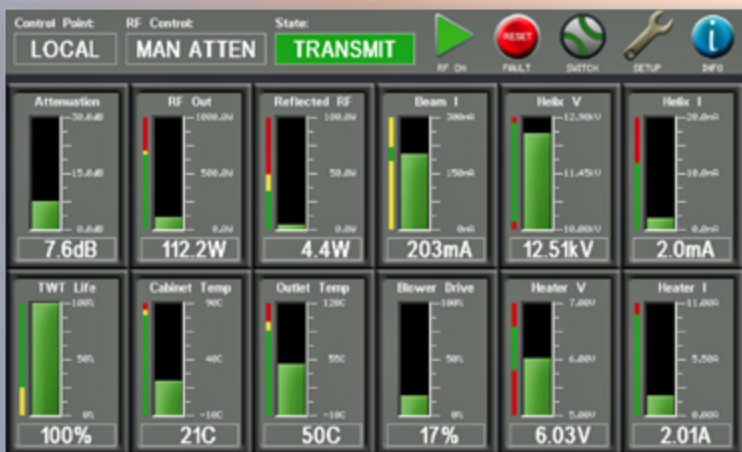 Control Point: RF Control: State:
LOCAL MAN ATTEN TRANSMIT
RESET
RF ON FAULT SWITCH SETUP INFO
Attenuation RF Out Reflected RF Beam I Helix V Helix I
30.0dB 1000.0W 100.0W 300mA 12.90kV 20.0mA
15.0dB 500.0W 50.0W 150mA 11.45kV 10.0mA
0.0dB 0.0W 0.0W 0mA 10.00kV 0.0mA
7.6dB 112.2W 4.4W 203mA 12.51kV 2.0mA
TWT Life Cabinet Temp Outlet Temp Blower Drive Heater V Heater I
100% 90C 120C 100% 7.00V 11.00A
50% 40C 55C 50% 6.00V 5.50A
0% -10C -10C 0% 5.00V 0.00A
100% 21C 50C 17% 6.03V 2.01A